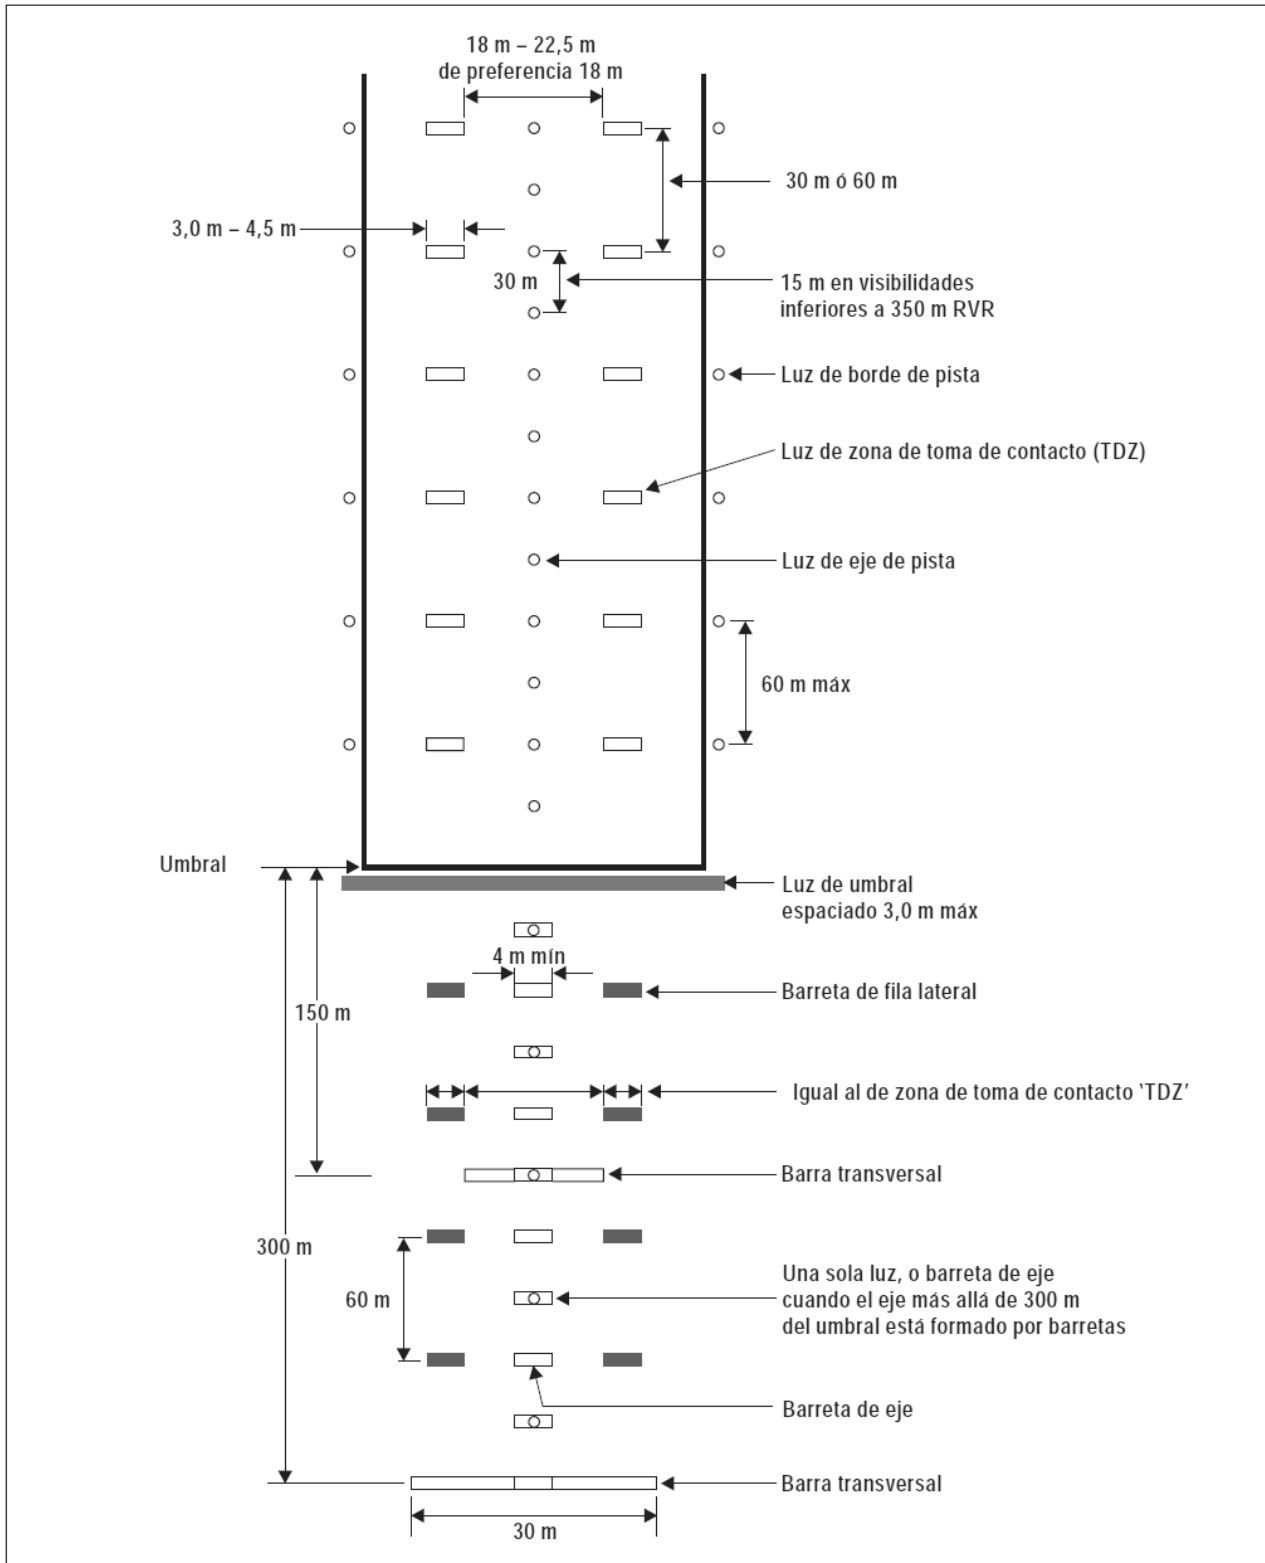 18 m – 22,5 m
de preferencia 18 m
30 m ó 60 m
3,0 m – 4,5 m
30 m
15 m en visibilidades
inferiores a 350 m RVR
Luz de borde de pista
Luz de zona de toma de contacto (TDZ)
Luz de eje de pista
60 m máx
Umbral
Luz de umbral
espaciado 3,0 m máx
4 m mín
Barreta de fila lateral
150 m
Igual al de zona de toma de contacto ‘TDZ’
Barra transversal
300 m
60 m
Una sola luz, o barreta de eje
cuando el eje más allá de 300 m
del umbral está formado por barretas
Barreta de eje
Barra transversal
30 m